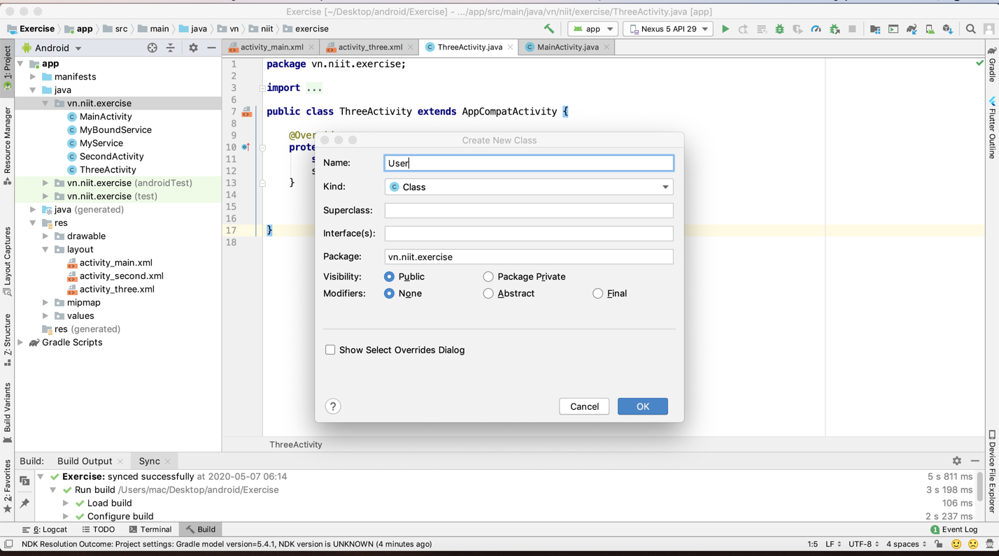 Exercise [~/Desktop/android/Exercise] - .../app/src/main/java/vn/niit/exercise/ThreeActivity.java [app]
Exercise app src main java vn niit exercise app Nexus 5 API 29
Android
activity_main.xml activity_three.xml ThreeActivity.java MainActivity.java
1: Project
Resource Manager
Layout Captures
Z: Structure
Build Variants
2: Favorites
app
manifests
java
vn.niit.exercise
MainActivity
MyBoundService
MyService
SecondActivity
ThreeActivity
vn.niit.exercise (androidTest)
vn.niit.exercise (test)
java (generated)
res
drawable
layout
activity_main.xml
activity_second.xml
activity_three.xml
mipmap
values
res (generated)
Gradle Scripts
1 package vn.niit.exercise;
2
3 import ...
6
7 public class ThreeActivity extends AppCompatActivity {
8
9
10
11
12
13 }
14
15
16
17 }
18
Create New Class
Name: User
Kind: Class
Superclass:
Interface(s):
Package: vn.niit.exercise
Visibility: Public Package Private
Modifiers: None Abstract Final
Show Select Overrides Dialog
? Cancel OK
ThreeActivity
Gradle
Flutter Outline
Device File Explorer
Build: Build Output Sync
Exercise: synced successfully at 2020-05-07 06:14 5 s 811 ms
Run build /Users/mac/Desktop/android/Exercise 3 s 198 ms
Load build 106 ms
Configure build 2 s 237 ms
6: Logcat TODO Terminal Build 1 Event Log
NDK Resolution Outcome: Project settings: Gradle model version=5.4.1, NDK version is UNKNOWN (4 minutes ago) 1:5 LF UTF-8 4 spaces